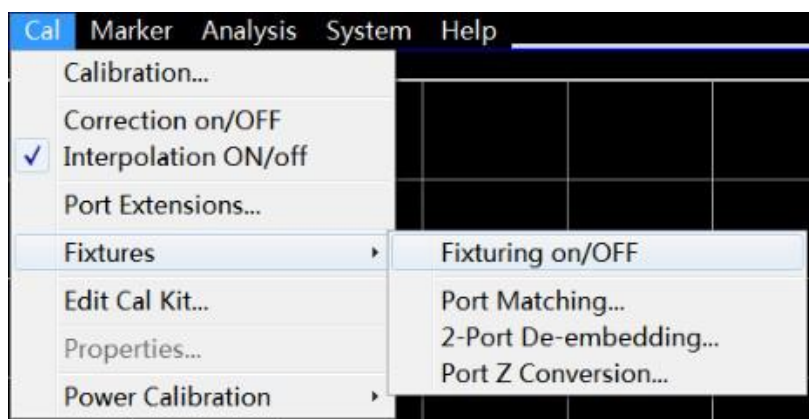 Cal Marker Analysis System Help
Calibration...
Correction on/OFF
Interpolation ON/off
Port Extensions...
Fixtures
Fixturing on/OFF
Edit Cal Kit...
Port Matching...
Properties...
2-Port De-embedding...
Port Z Conversion...
Power Calibration